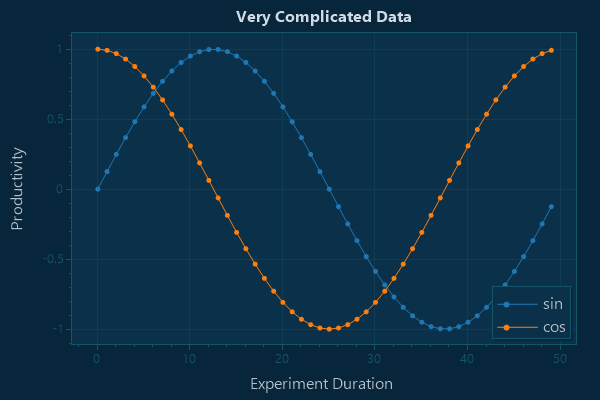 Very Complicated Data
Productivity
1
0.5
0
-0.5
-1
0
10
20
30
40
50
Experiment Duration
sin
cos